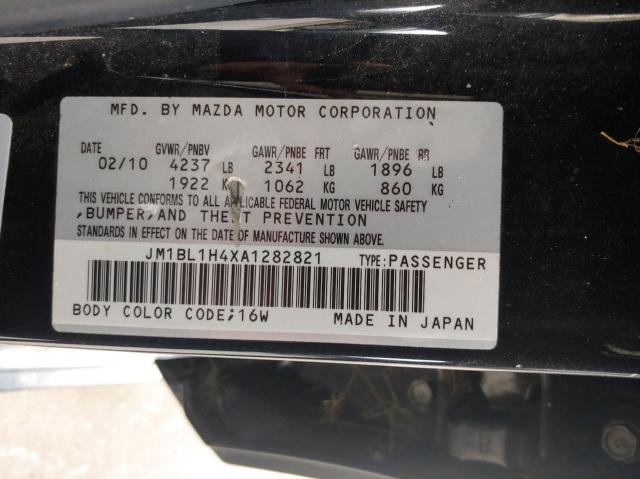 MFD. BY MAZDA MOTOR CORPORATION
DATE GVWR/PNBV GAWR/PNBE FRT GAWR/PNBE RR
02/10 4237 LB 2341 LB 1896 LB
1922 KG 1062 KG 860 KG
THIS VEHICLE CONFORMS TO ALL APPLICABLE FEDERAL MOTOR VEHICLE SAFETY
,BUMPER,AND THEFT PREVENTION
STANDARDS IN EFFECT ON THE DATE OF MANUFACTURE SHOWN ABOVE.
JM1BL1H4XA1282821 TYPE:PASSENGER
BODY COLOR CODE;16W MADE IN JAPAN